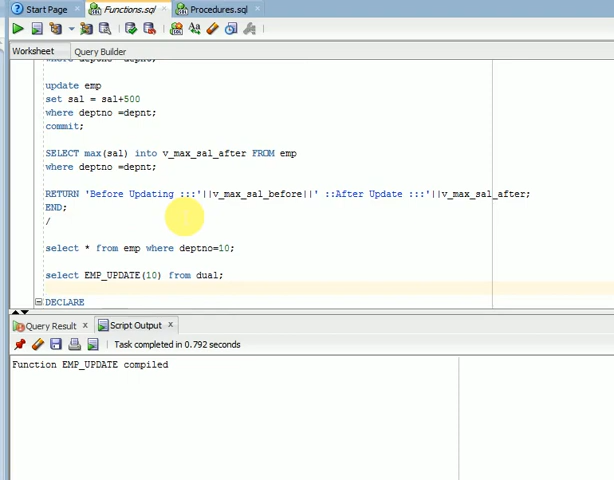 Start Page Functions.sql Procedures.sql
Worksheet Query Builder
update emp
set sal = sal+500
where deptno =depnt;
commit;
SELECT max(sal) into v_max_sal_after FROM emp
where deptno =depnt;
RETURN 'Before Updating :::'||v_max_sal_before||' ::After Update :::'||v_max_sal_after;
END;
/
select * from emp where deptno=10;
select EMP_UPDATE(10) from dual;
DECLARE
Query Result x Script Output x
Task completed in 0.792 seconds
Function EMP_UPDATE compiled